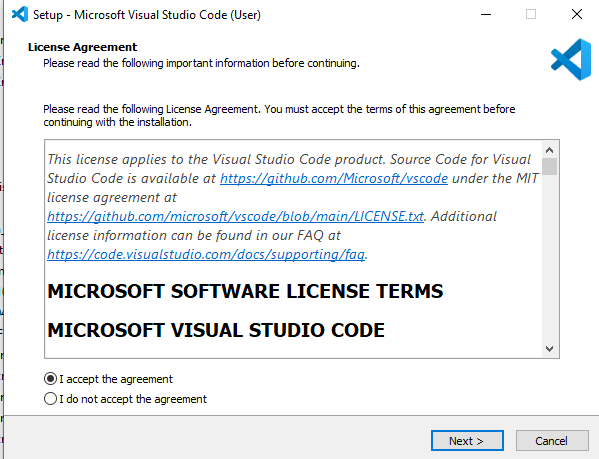 Setup - Microsoft Visual Studio Code (User)
License Agreement
Please read the following important information before continuing.
Please read the following License Agreement. You must accept the terms of this agreement before
continuing with the installation.
This license applies to the Visual Studio Code product. Source Code for Visual
Studio Code is available at https://github.com/Microsoft/vscode under the MIT
license agreement at
https://github.com/microsoft/vscode/blob/main/LICENSE.txt. Additional
license information can be found in our FAQ at
https://code.visualstudio.com/docs/supporting/faq.
MICROSOFT SOFTWARE LICENSE TERMS
MICROSOFT VISUAL STUDIO CODE
I accept the agreement
I do not accept the agreement
Next >
Cancel